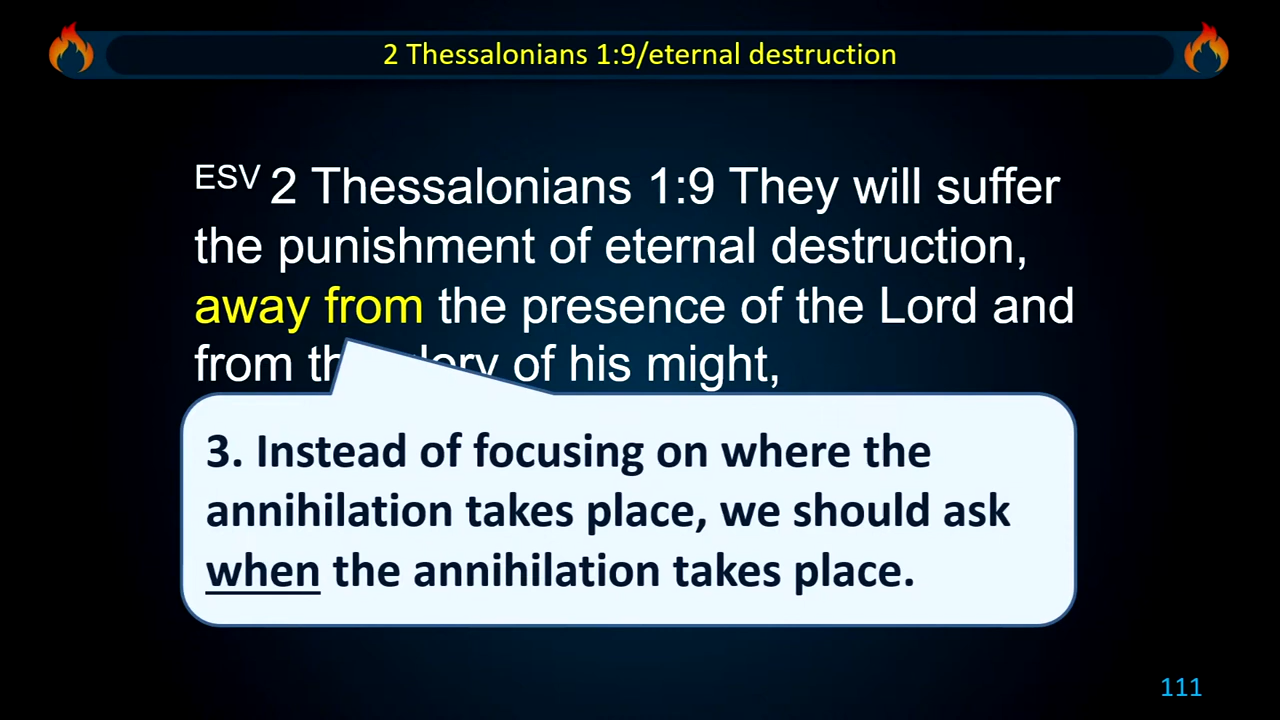 2 Thessalonians 1:9/eternal destruction
ESV 2 Thessalonians 1:9 They will suffer
the punishment of eternal destruction,
away from the presence of the Lord and
from of his might,
3. Instead of focusing on where the
annihilation takes place, we should ask
when the annihilation takes place.
111